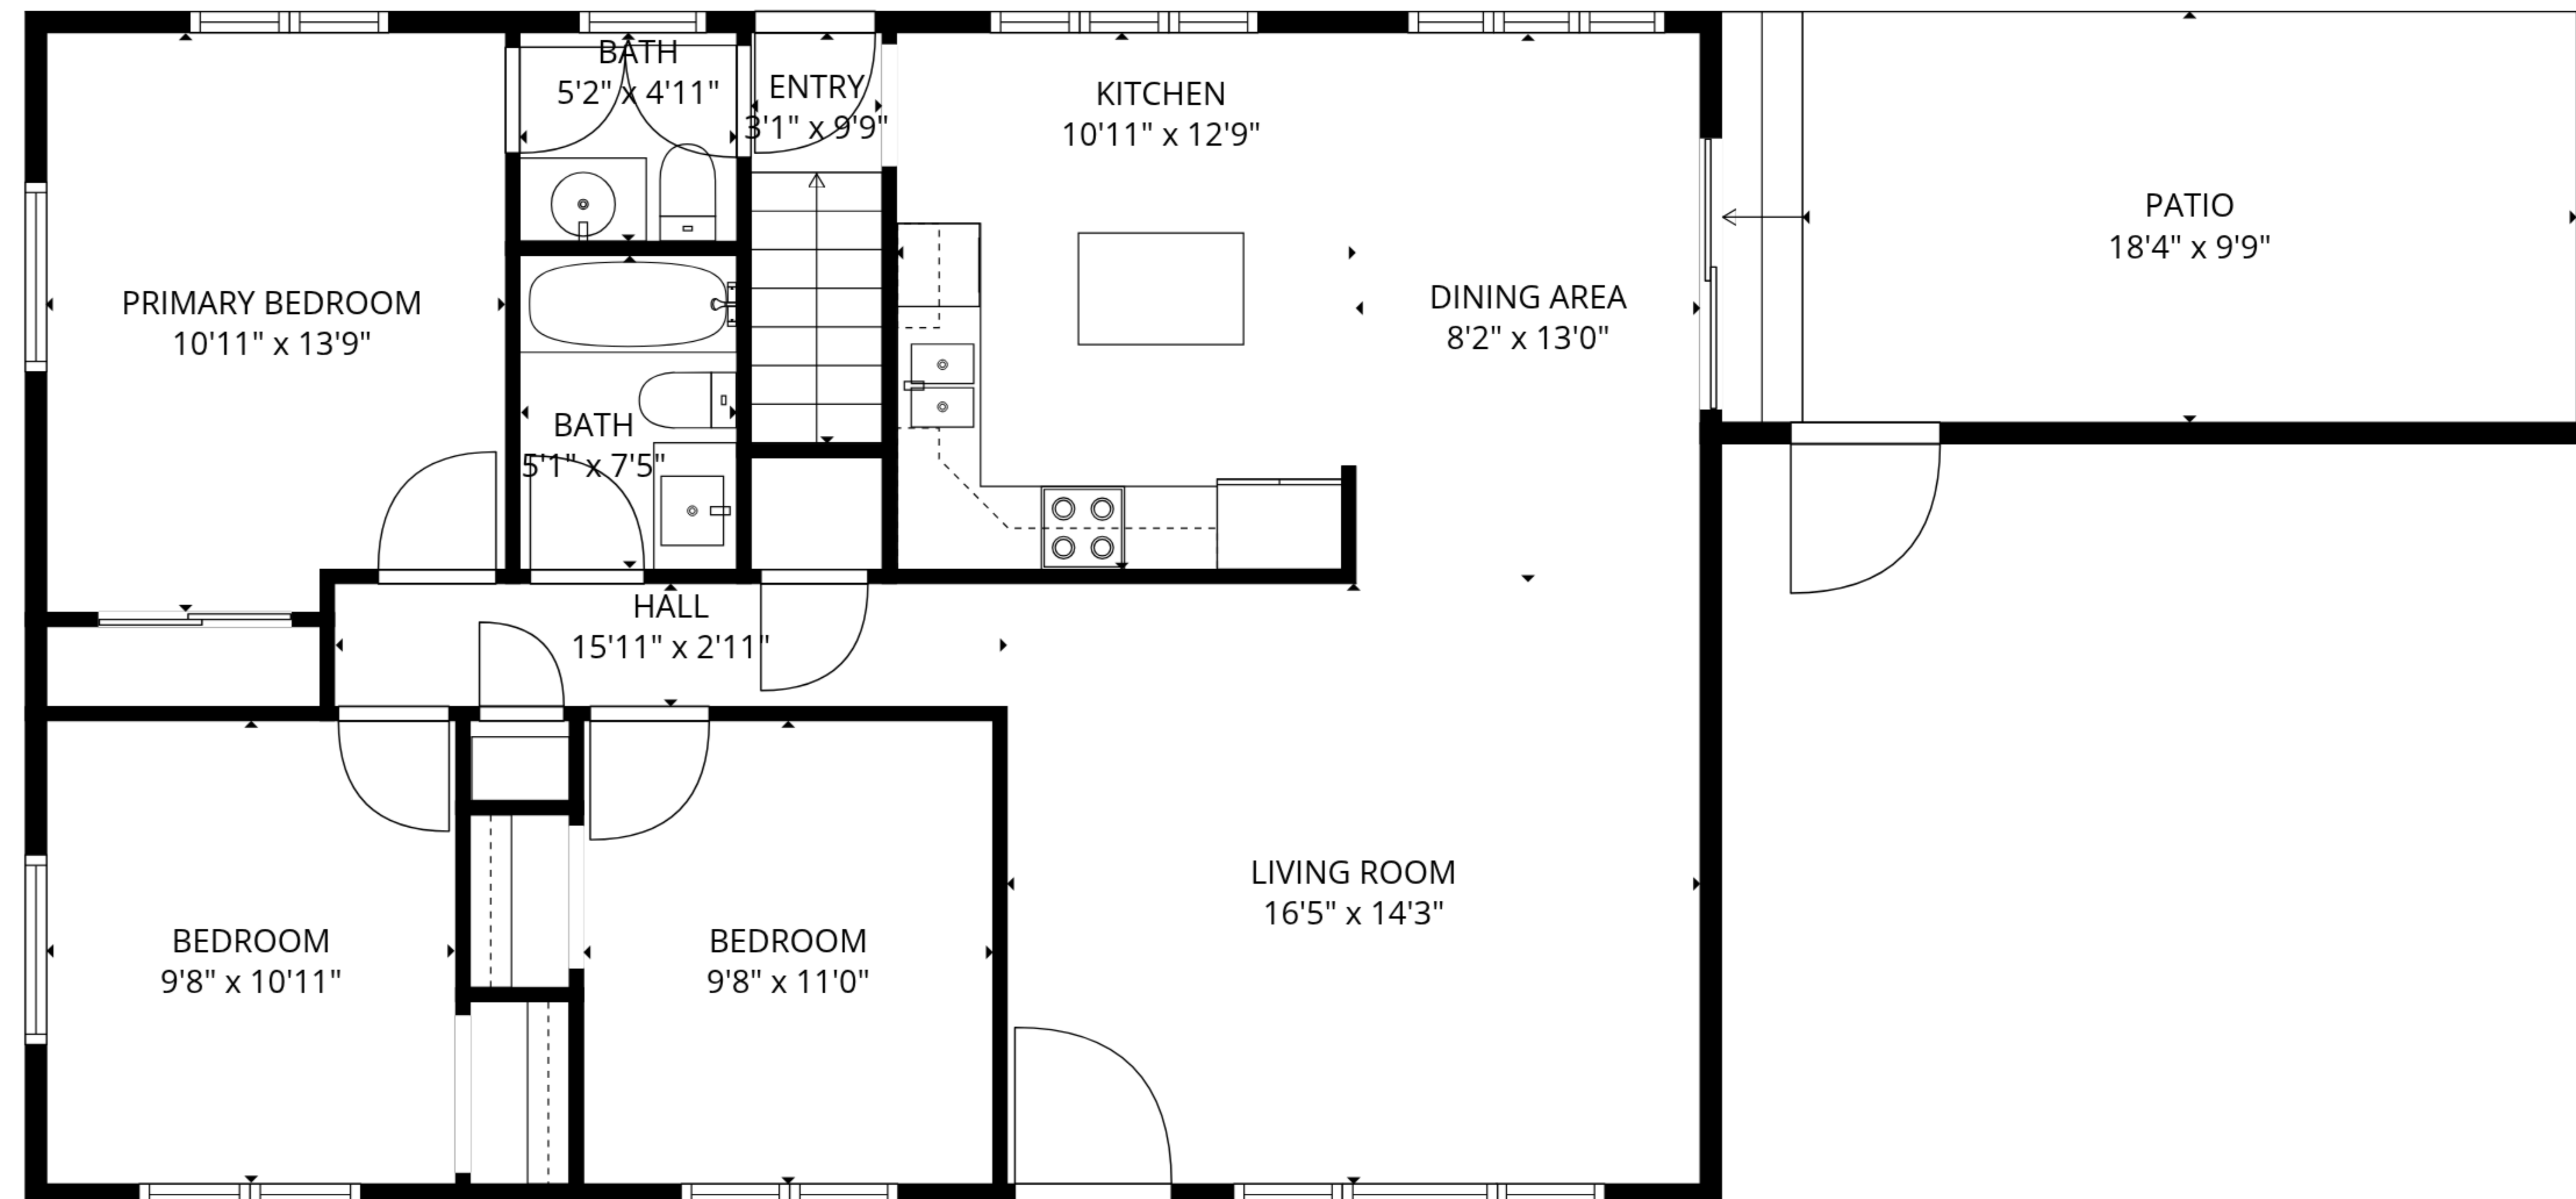 BATH
5'2" x 4'11"
ENTRY
3'1" x 9'9"
KITCHEN
10'11" x 12'9"
PATIO
18'4" x 9'9"
PRIMARY BEDROOM
10'11" x 13'9"
DINING AREA
8'2" x 13'0"
BATH
5'1" x 7'5"
HALL
15'11" x 2'11"
LIVING ROOM
16'5" x 14'3"
BEDROOM
9'8" x 10'11"
BEDROOM
9'8" x 11'0"